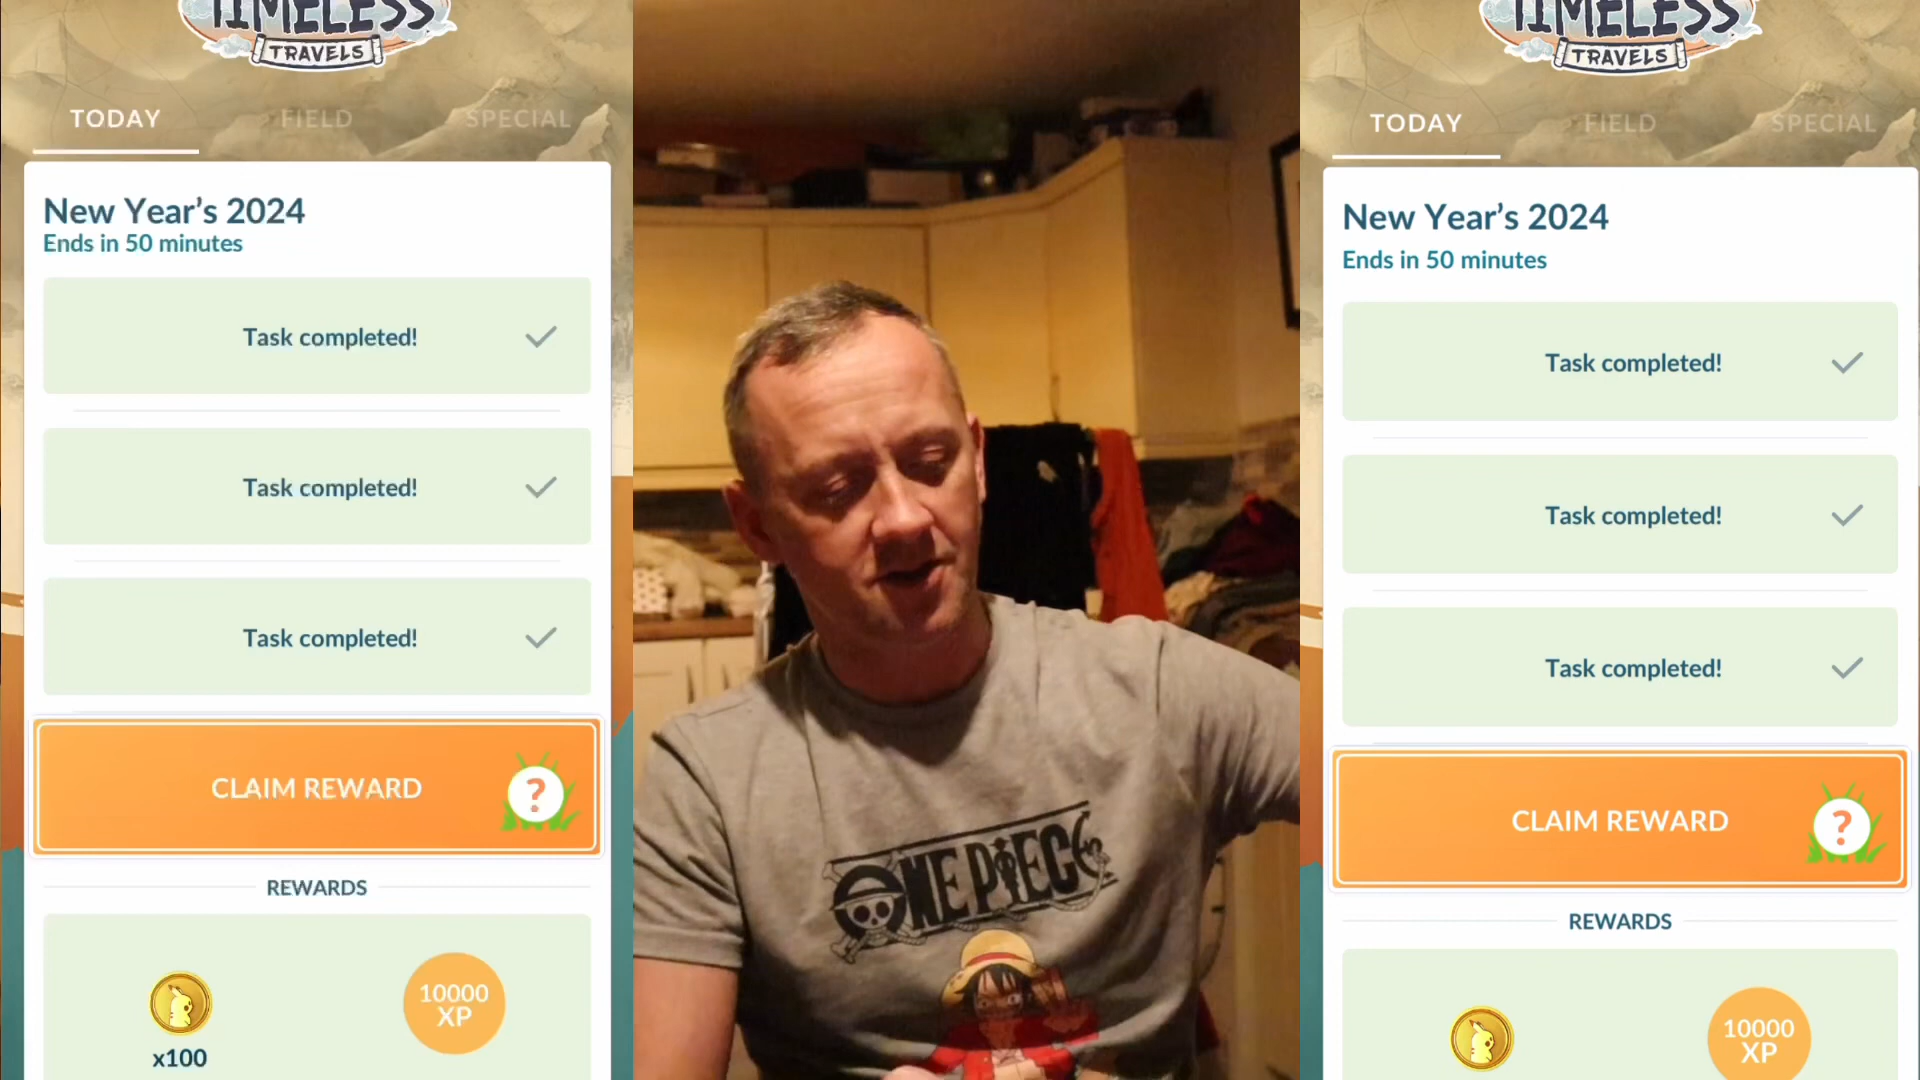 TIMELESS
TRAVELS
TODAY FIELD SPECIAL
New Year's 2024
Ends in 50 minutes
Task completed!
Task completed!
Task completed!
CLAIM REWARD ?
REWARDS
10000
XP
x100
ONE PIECE
TIMELESS
TRAVELS
TODAY FIELD SPECIAL
New Year's 2024
Ends in 50 minutes
Task completed!
Task completed!
Task completed!
CLAIM REWARD ?
REWARDS
10000
XP